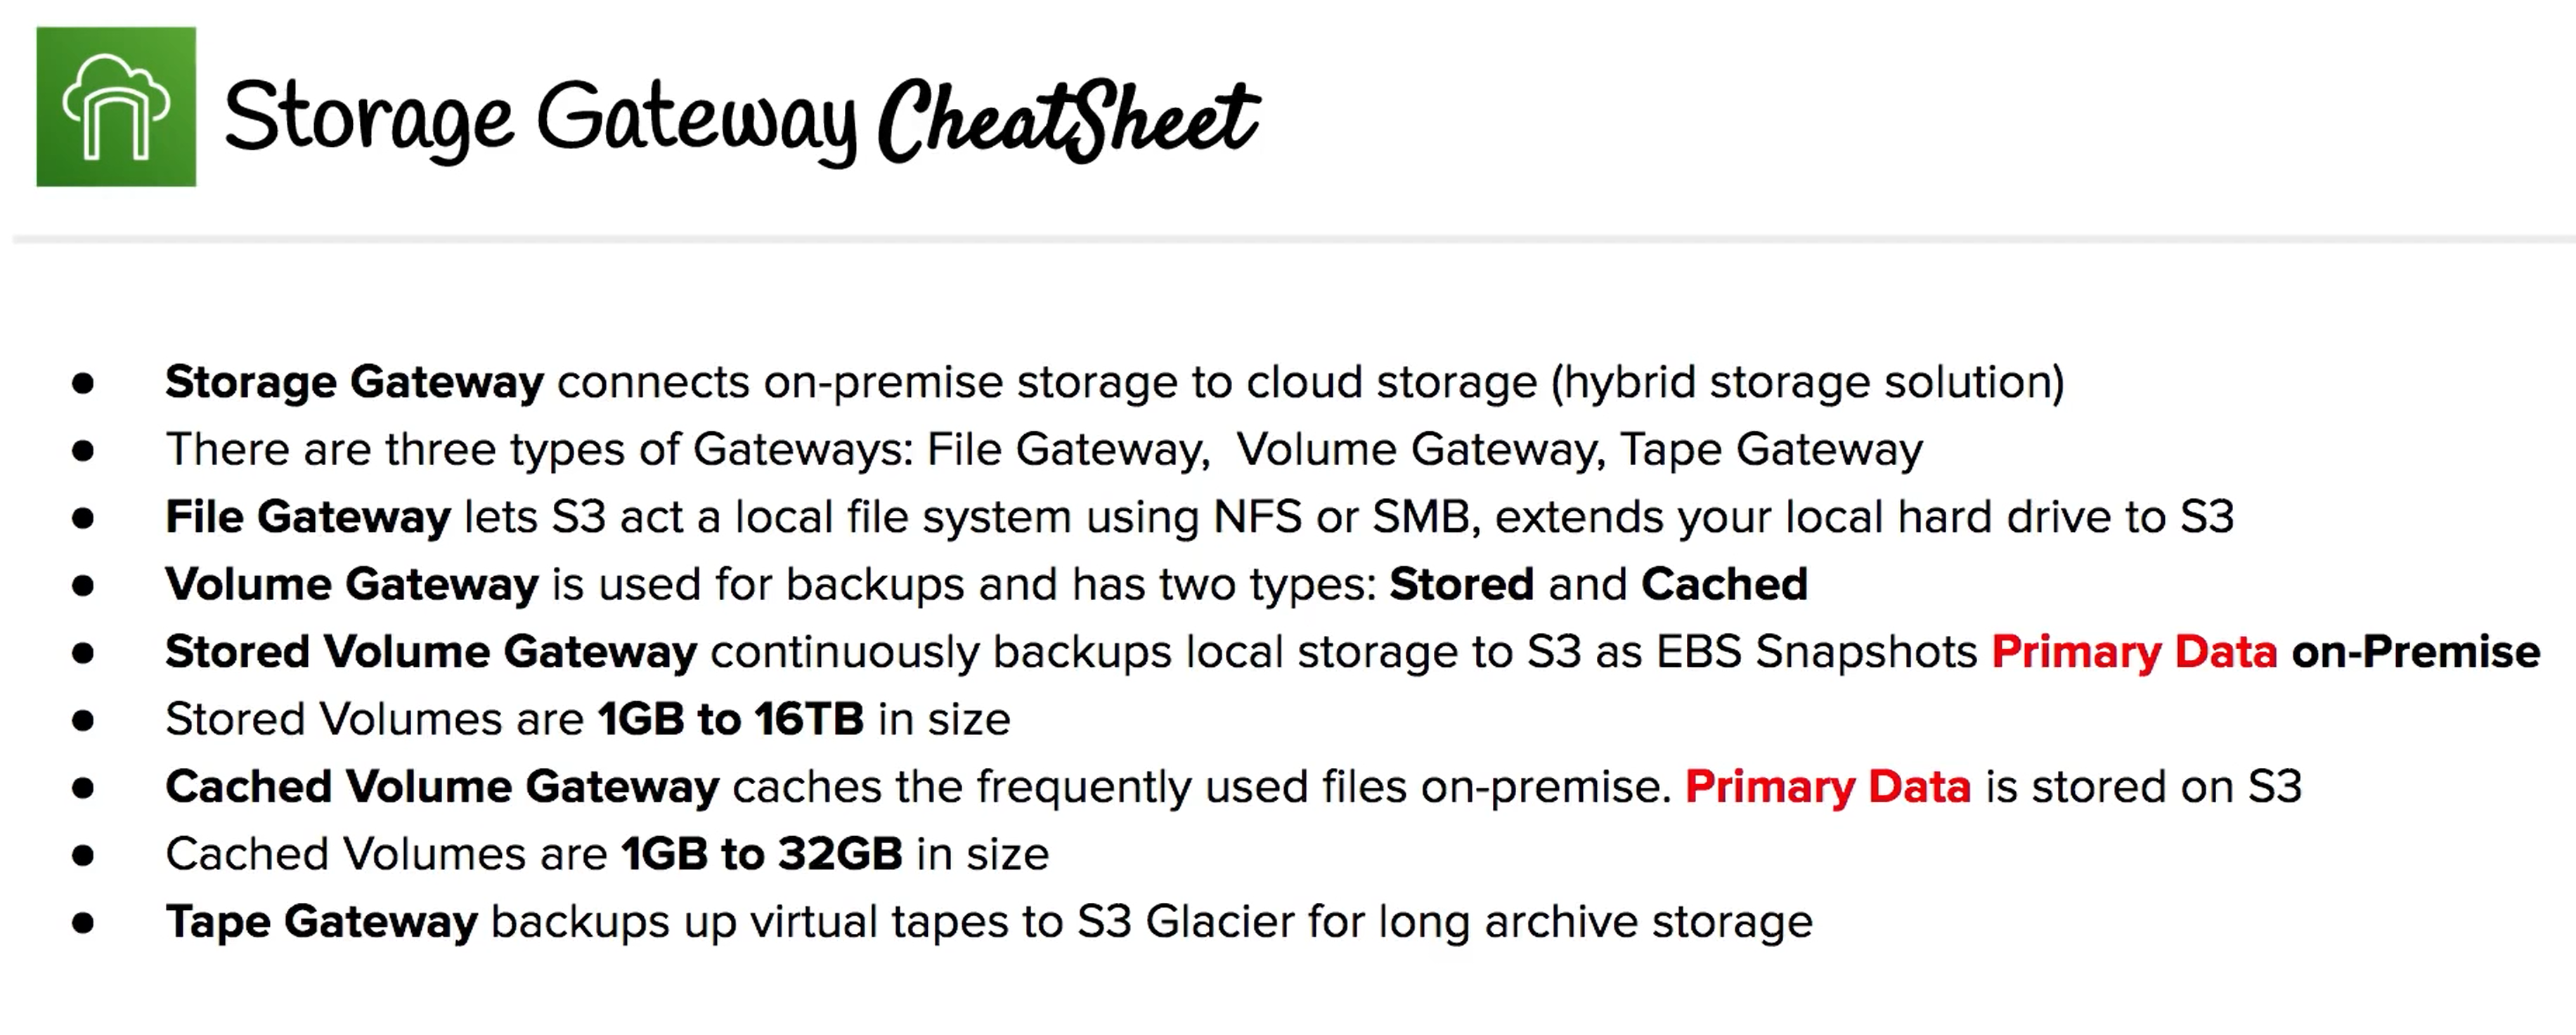 Storage Gateway CheatSheet
● Storage Gateway connects on-premise storage to cloud storage (hybrid storage solution)
● There are three types of Gateways: File Gateway,  Volume Gateway, Tape Gateway
● File Gateway lets S3 act a local file system using NFS or SMB, extends your local hard drive to S3
● Volume Gateway is used for backups and has two types: Stored and Cached
● Stored Volume Gateway continuously backups local storage to S3 as EBS Snapshots Primary Data on-Premise
● Stored Volumes are 1GB to 16TB in size
● Cached Volume Gateway caches the frequently used files on-premise. Primary Data is stored on S3
● Cached Volumes are 1GB to 32GB in size
● Tape Gateway backups up virtual tapes to S3 Glacier for long archive storage